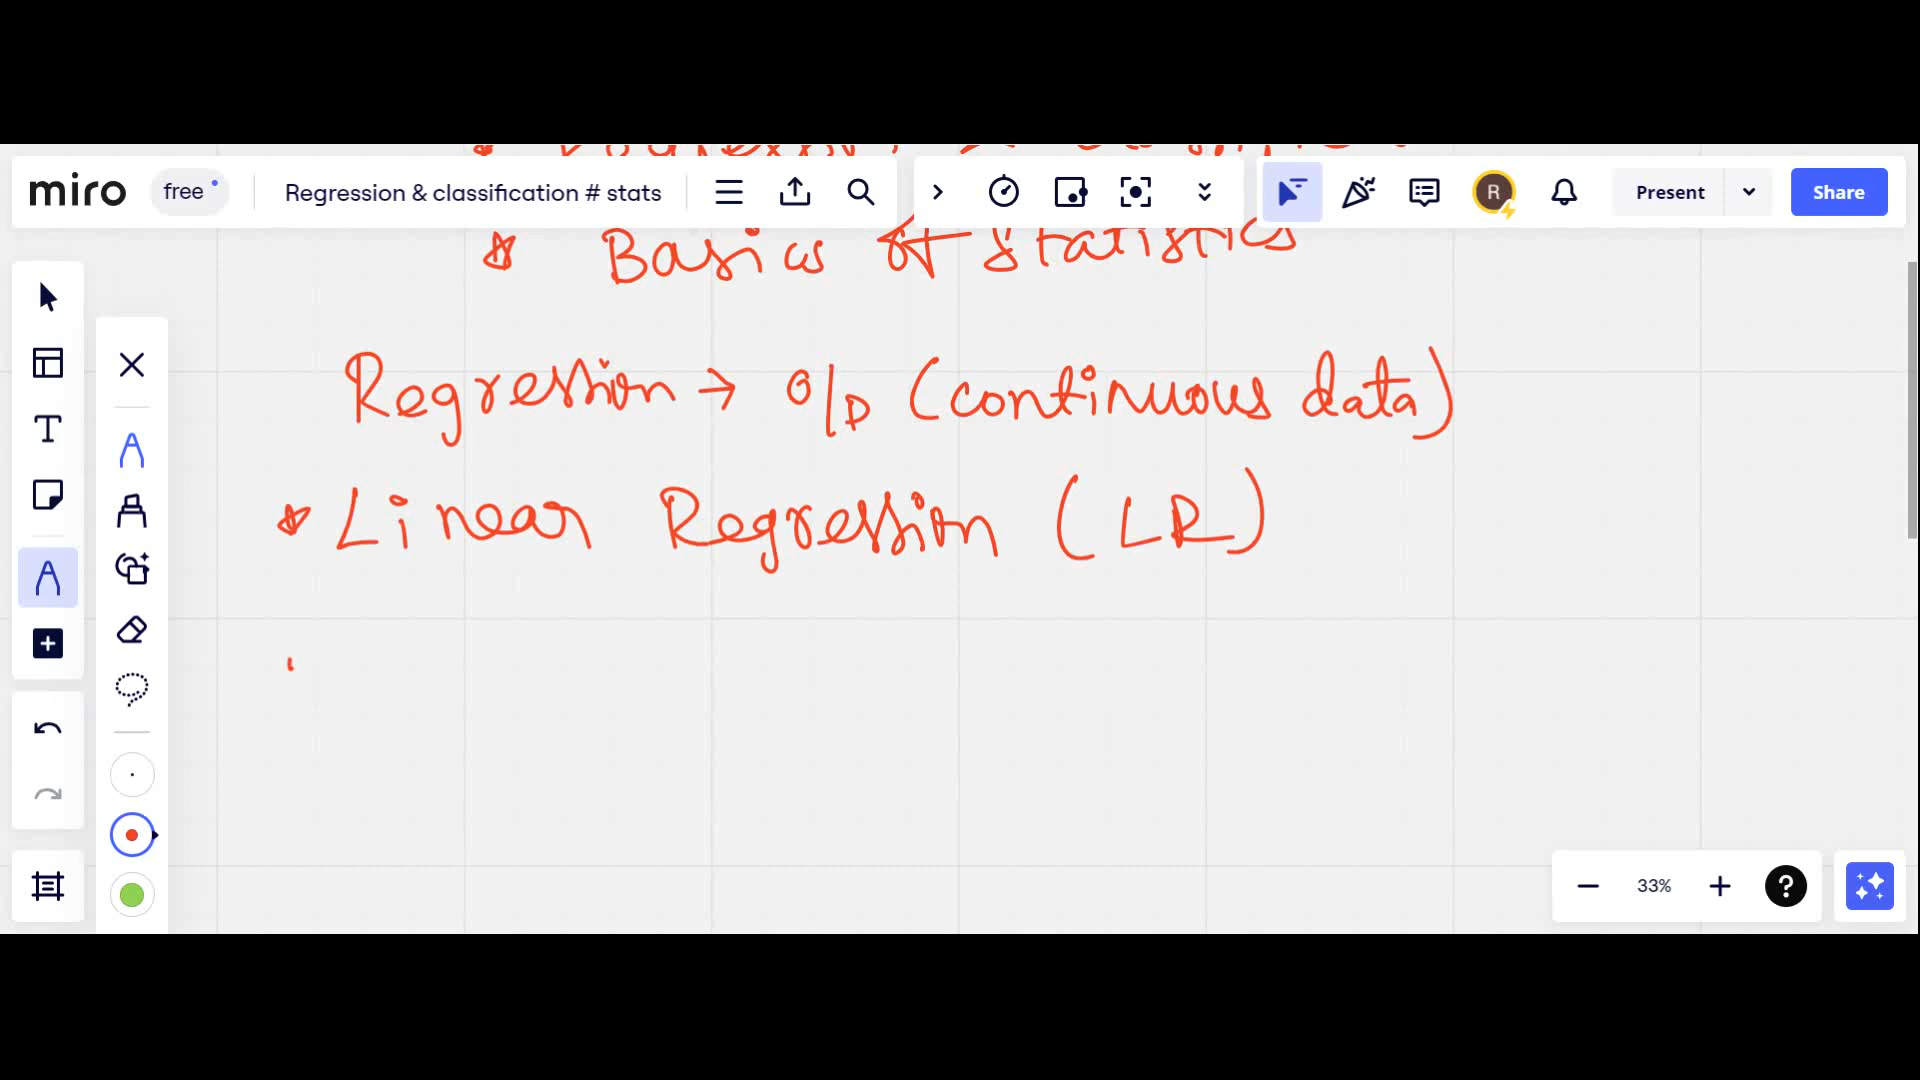 miro free Regression & classification # stats Present Share
* Basics of Statistics
Regression → O/P (continuous data)
* Linear Regression (LR)
33%